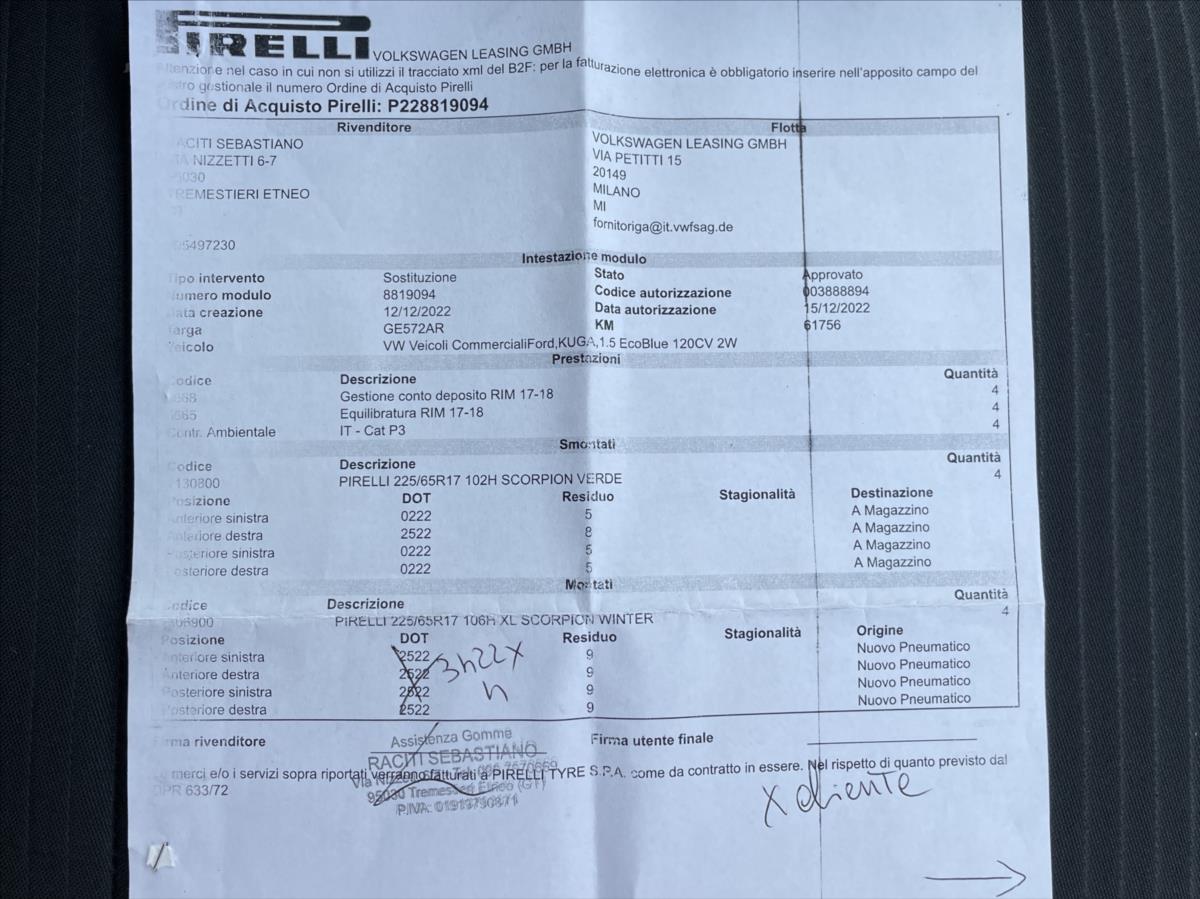 PIRELLI VOLKSWAGEN LEASING GMBH
nel caso in cui non si utilizzi il tracciato xml del B2F: per la fatturazione elettronica è obbligatorio inserire nell'apposito campo del
gestionale il numero Ordine di Acquisto Pirelli
Ordine di Acquisto Pirelli: P228819094
Rivenditore Flotta
ACITI SEBASTIANO VOLKSWAGEN LEASING GMBH
NIZZETTI 6-7 VIA PETITTI 15
030 20149
TREMESTIERI ETNEO MILANO
MI
fornitoriga@it.vwfsag.de
5497230
Intestazione modulo
Tipo intervento Sostituzione Stato Approvato
Numero modulo 8819094 Codice autorizzazione 003888894
Data creazione 12/12/2022 Data autorizzazione 15/12/2022
Targa GE572AR KM 61756
Veicolo VW Veicoli CommercialiFord,KUGA,1.5 EcoBlue 120CV 2W
Prestazioni
Codice Descrizione Quantità
Gestione conto deposito RIM 17-18 4
Equilibratura RIM 17-18 4
Contr. Ambientale IT - Cat P3 4
Smontati
Codice Descrizione Quantità
130800 PIRELLI 225/65R17 102H SCORPION VERDE 4
Posizione DOT Residuo Stagionalità Destinazione
Anteriore sinistra 0222 5 A Magazzino
Anteriore destra 2522 8 A Magazzino
Posteriore sinistra 0222 5 A Magazzino
Posteriore destra 0222 5 A Magazzino
Montati
Codice Descrizione Quantità
PIRELLI 225/65R17 106H XL SCORPION WINTER 4
Posizione DOT Residuo Stagionalità Origine
Anteriore sinistra 2522 9 Nuovo Pneumatico
Anteriore destra 2522 9 Nuovo Pneumatico
Posteriore sinistra 2522 9 Nuovo Pneumatico
Posteriore destra 2522 9 Nuovo Pneumatico
Firma rivenditore Firma utente finale
Assistenza Gomme
RACITI SEBASTIANO
merci e/o i servizi sopra riportati verranno fatturati a PIRELLI TYRE S.P.A. come da contratto in essere. Nel rispetto di quanto previsto dal
DPR 633/72
95030 Tremestieri Etneo (CT)
X cliente